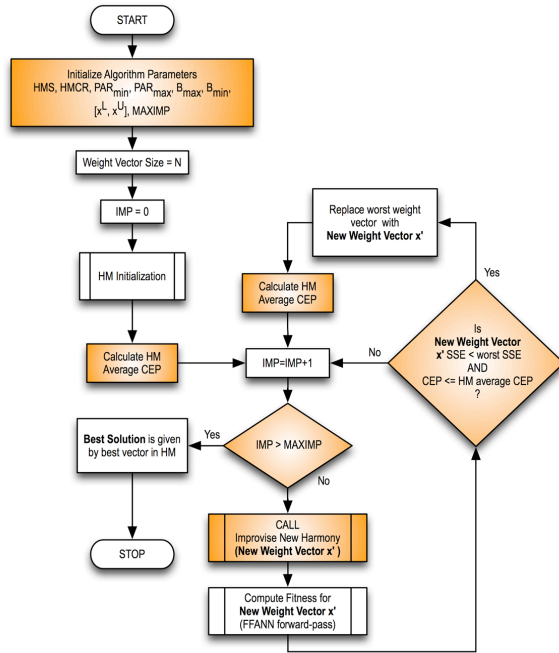 START
Initialize Algorithm Parameters
HMS, HMCR, PARmin, PARmax, Bmax, Bmin,
[xL, xU], MAXIMP
Weight Vector Size = N
IMP = 0
HM Initialization
Calculate HM
Average CEP
Replace worst weight
vector with
New Weight Vector x'
Calculate HM
Average CEP
Yes
Is
New Weight Vector
x' SSE < worst SSE
AND
CEP <= HM average CEP
?
No
IMP=IMP+1
IMP > MAXIMP
Yes
Best Solution is given
by best vector in HM
STOP
No
CALL
Improvise New Harmony
(New Weight Vector x' )
Compute Fitness for
New Weight Vector x'
(FFANN forward-pass)